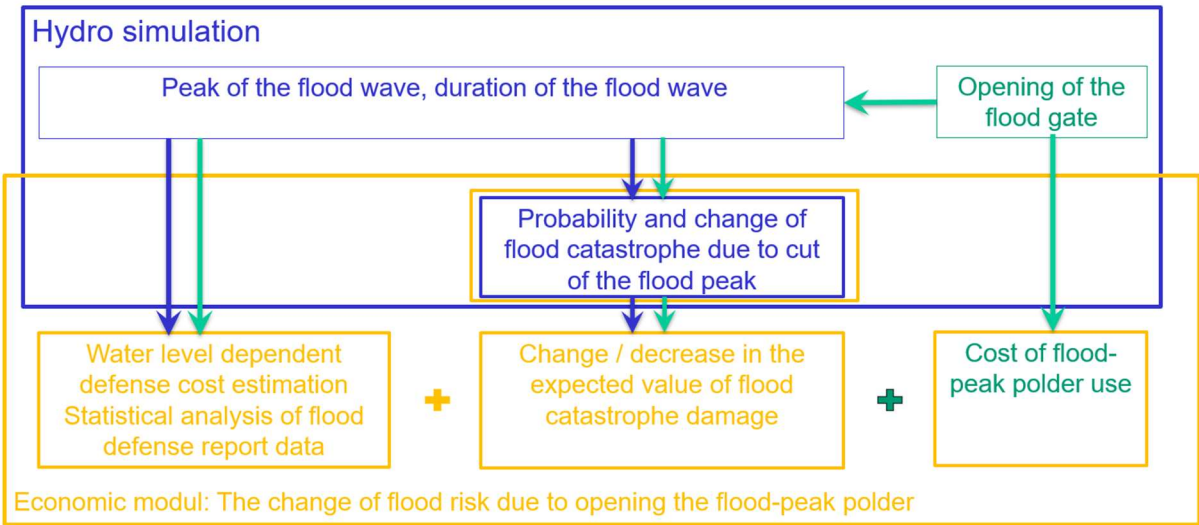 Hydro simulation
Peak of the flood wave, duration of the flood wave
Opening of the
flood gate
Probability and change of
flood catastrophe due to cut
of the flood peak
Water level dependent
defense cost estimation
Statistical analysis of flood
defense report data
+
Change / decrease in the
expected value of flood
catastrophe damage
+
Cost of flood-
peak polder use
Economic modul: The change of flood risk due to opening the flood-peak polder